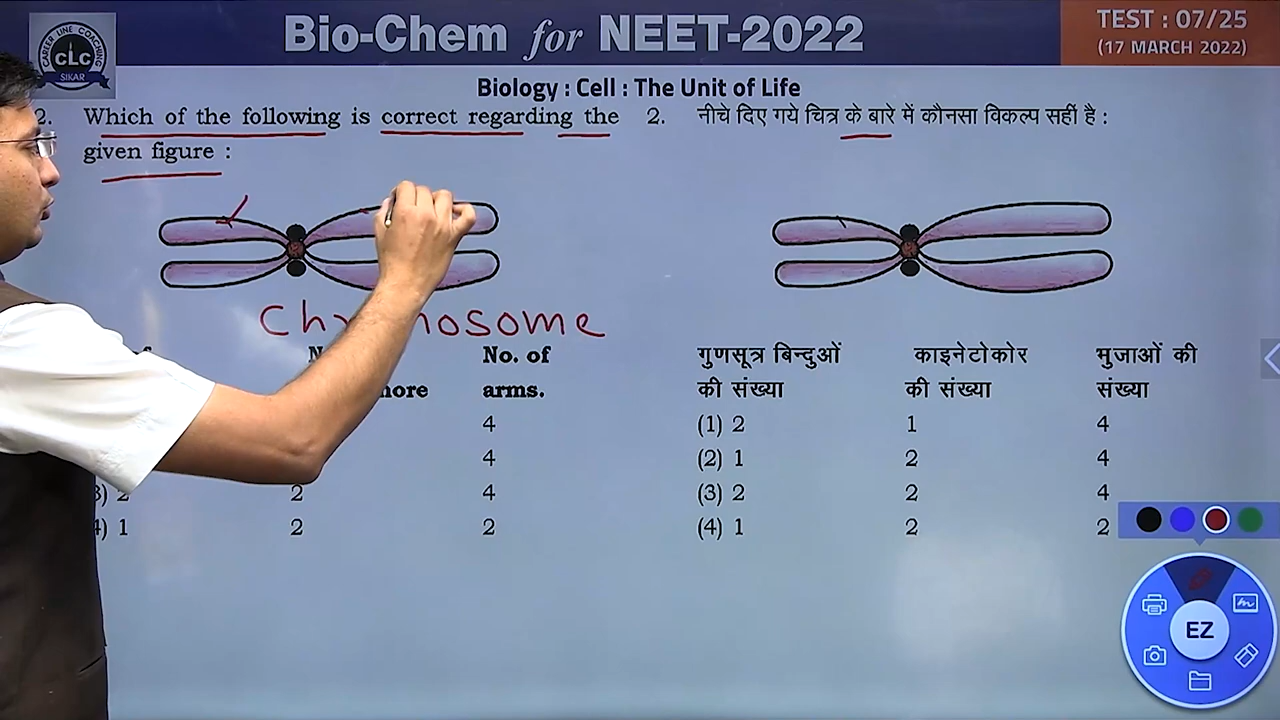 CAREER LINE COACHING
CLC
SIKAR
Bio-Chem for NEET-2022
TEST : 07/25
(17 MARCH 2022)
Biology : Cell : The Unit of Life
2. Which of the following is correct regarding the
given figure :
Chromosome
No. of
arms.
4
4
3) 2 2 4
4) 1 2 2
2. नीचे दिए गये चित्र के बारे में कौनसा विकल्प सहीं है :
गुणसूत्र बिन्दुओं काइनेटोकोर भुजाओं की
की संख्या की संख्या संख्या
(1) 2 1 4
(2) 1 2 4
(3) 2 2 4
(4) 1 2 2
EZ